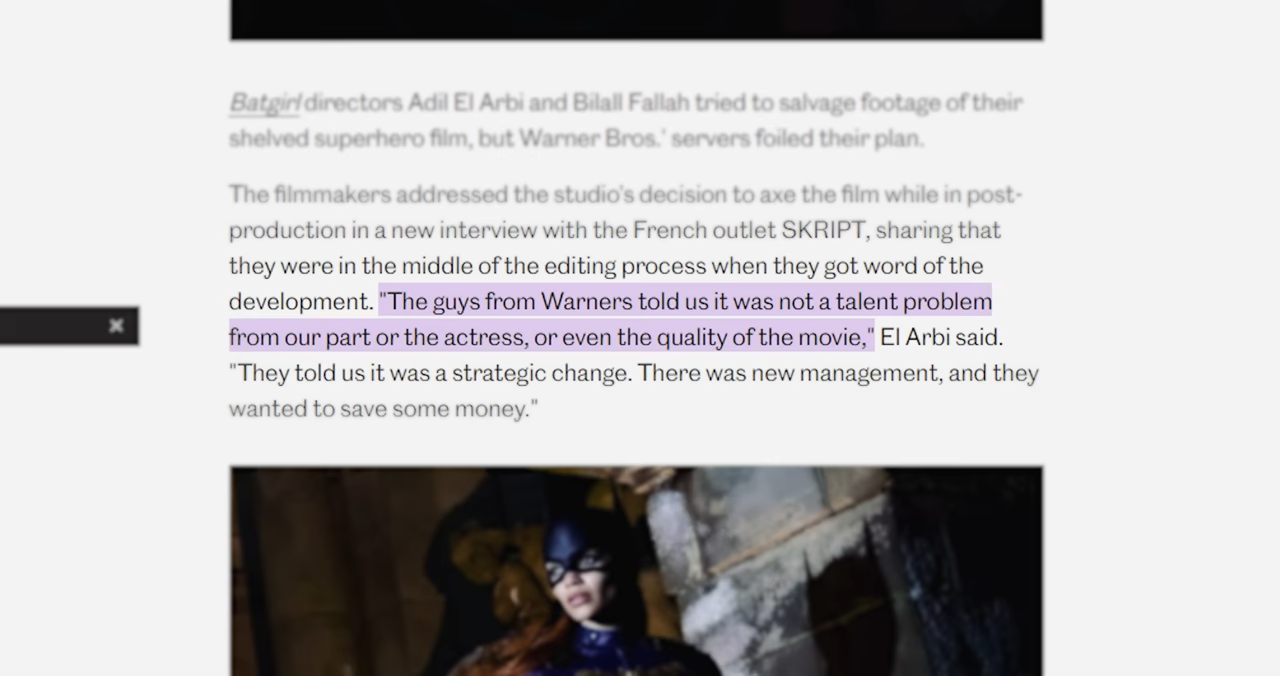 Batgirl directors Adil El Arbi and Bilall Fallah tried to salvage footage of their
shelved superhero film, but Warner Bros.' servers foiled their plan.
The filmmakers addressed the studio's decision to axe the film while in post-
production in a new interview with the French outlet SKRIPT, sharing that
they were in the middle of the editing process when they got word of the
development. "The guys from Warners told us it was not a talent problem
from our part or the actress, or even the quality of the movie," El Arbi said.
"They told us it was a strategic change. There was new management, and they
wanted to save some money."